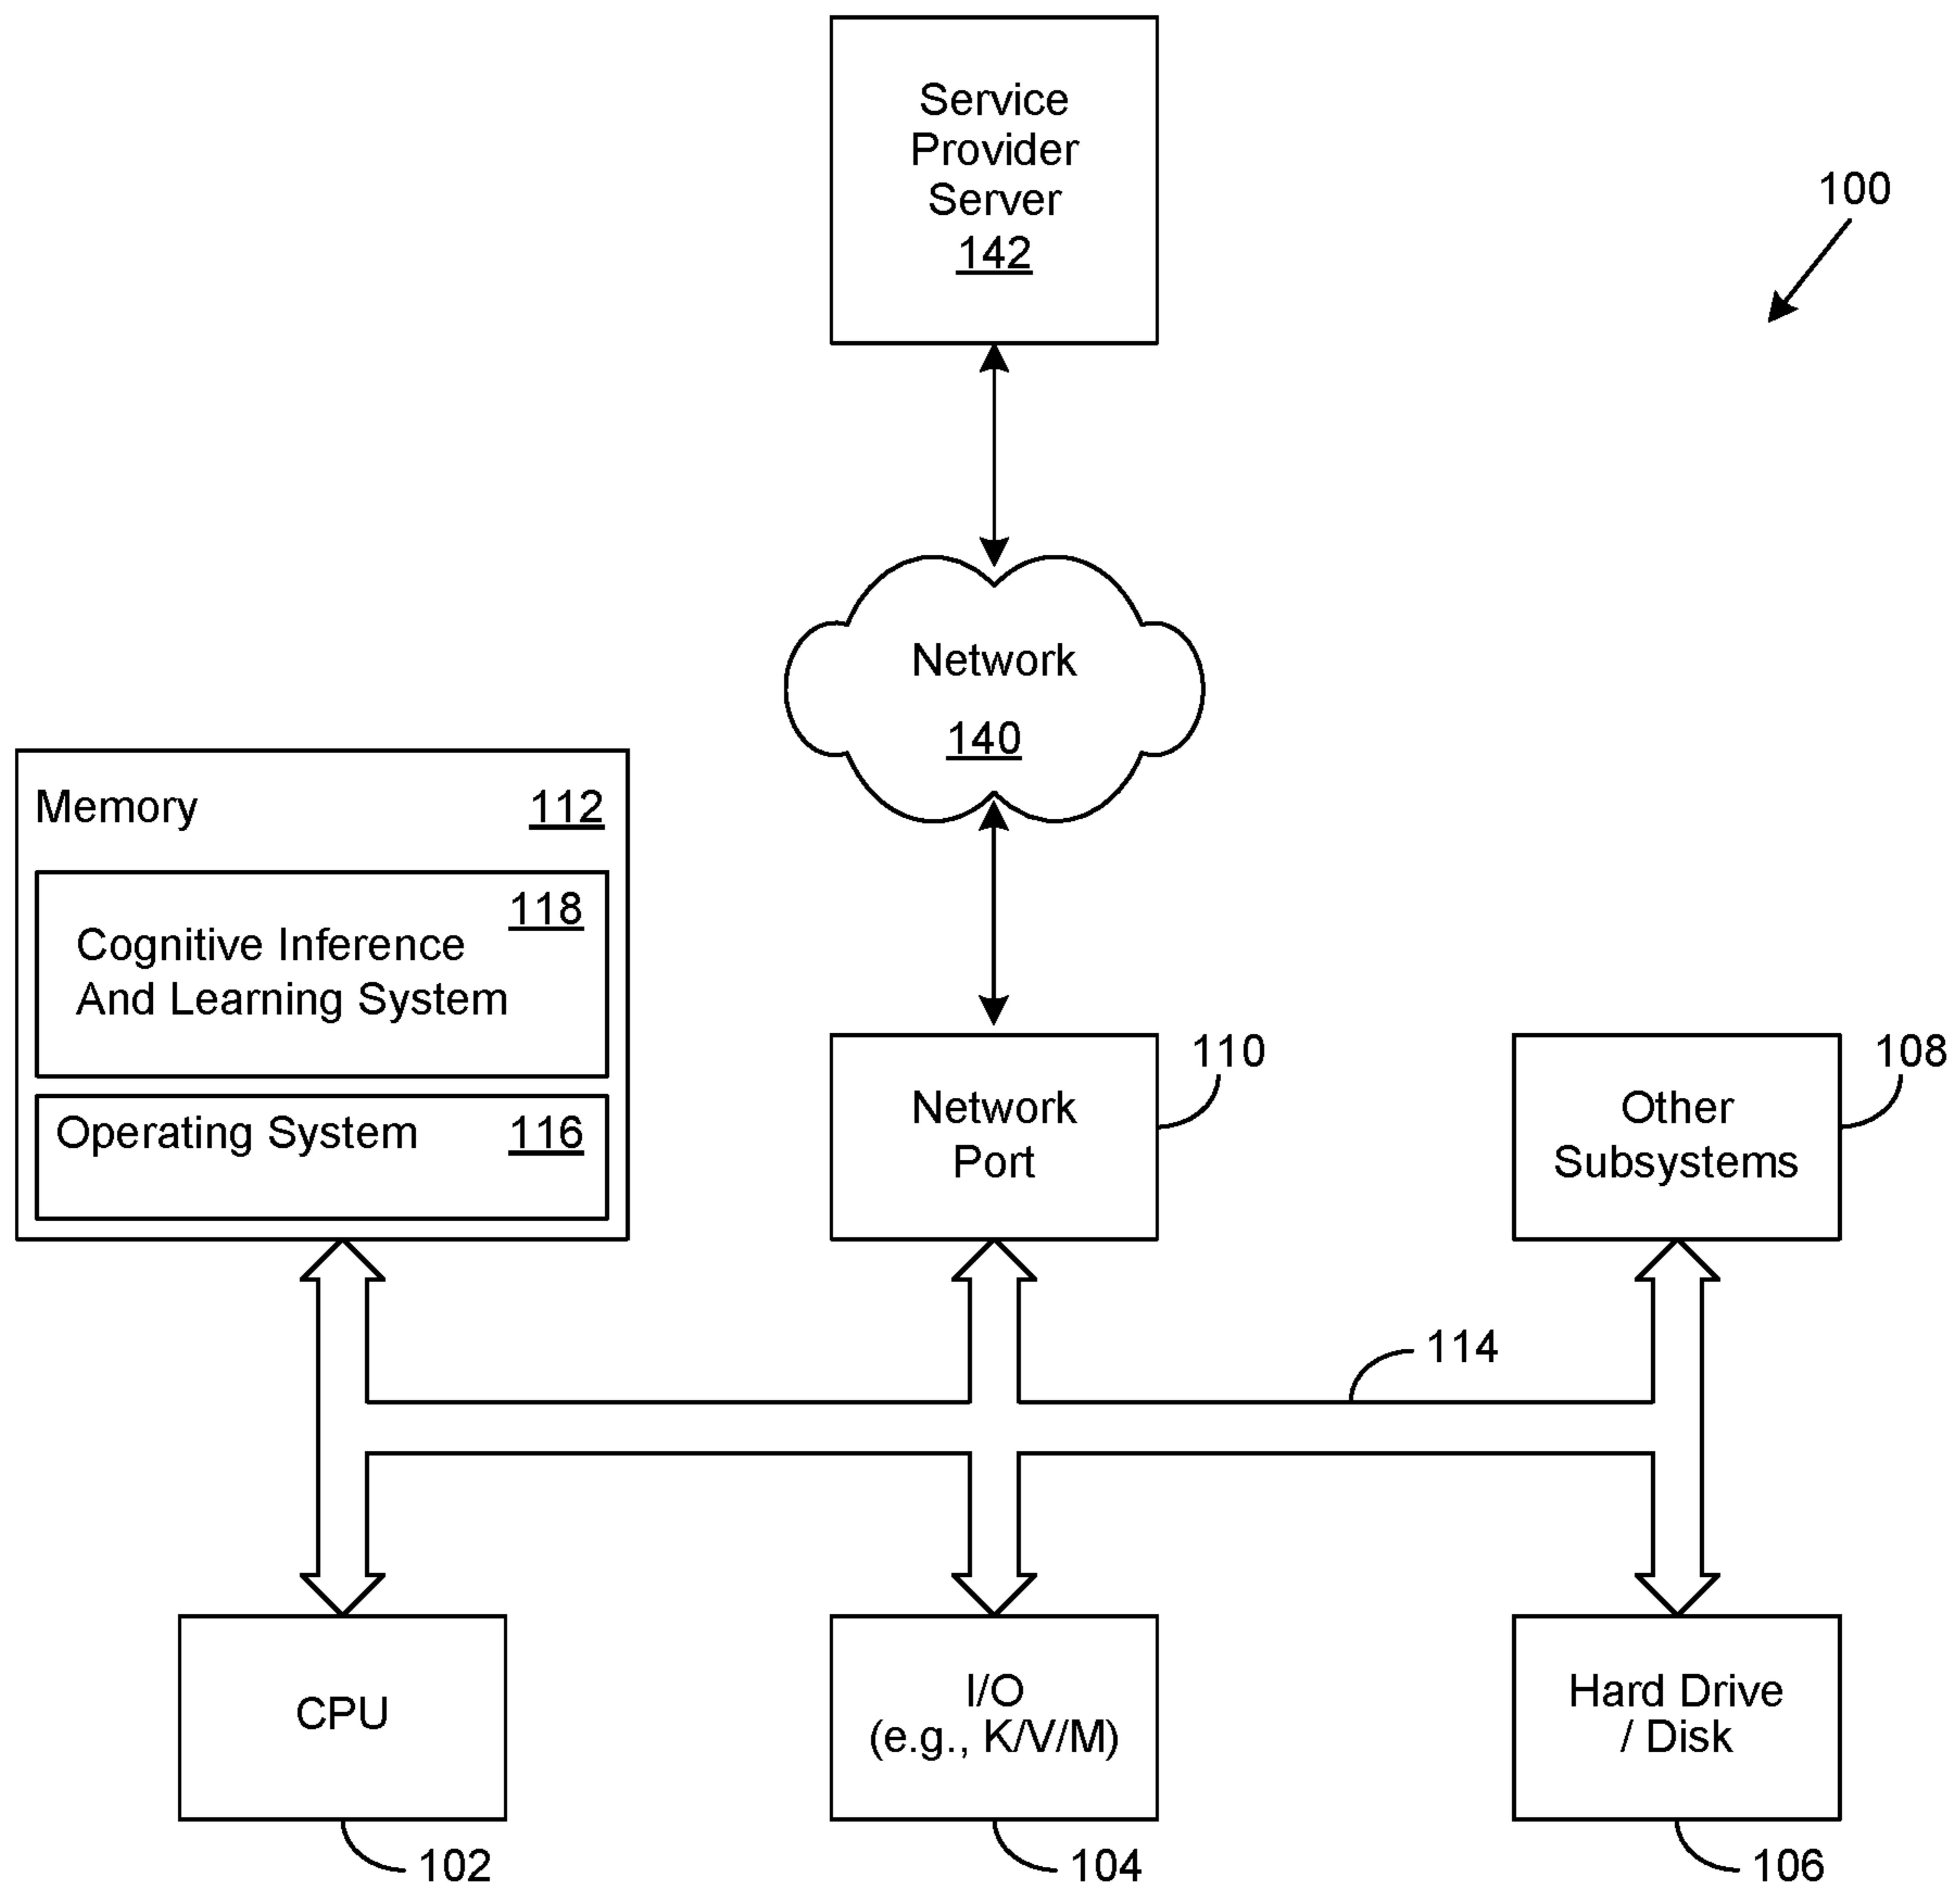 Service
Provider
Server
142
100
Network
140
Memory 112
118
Cognitive Inference
And Learning System
Operating System 116
Network
Port
110
Other
Subsystems
108
114
CPU
102
I/O
(e.g., K/V/M)
104
Hard Drive
/ Disk
106